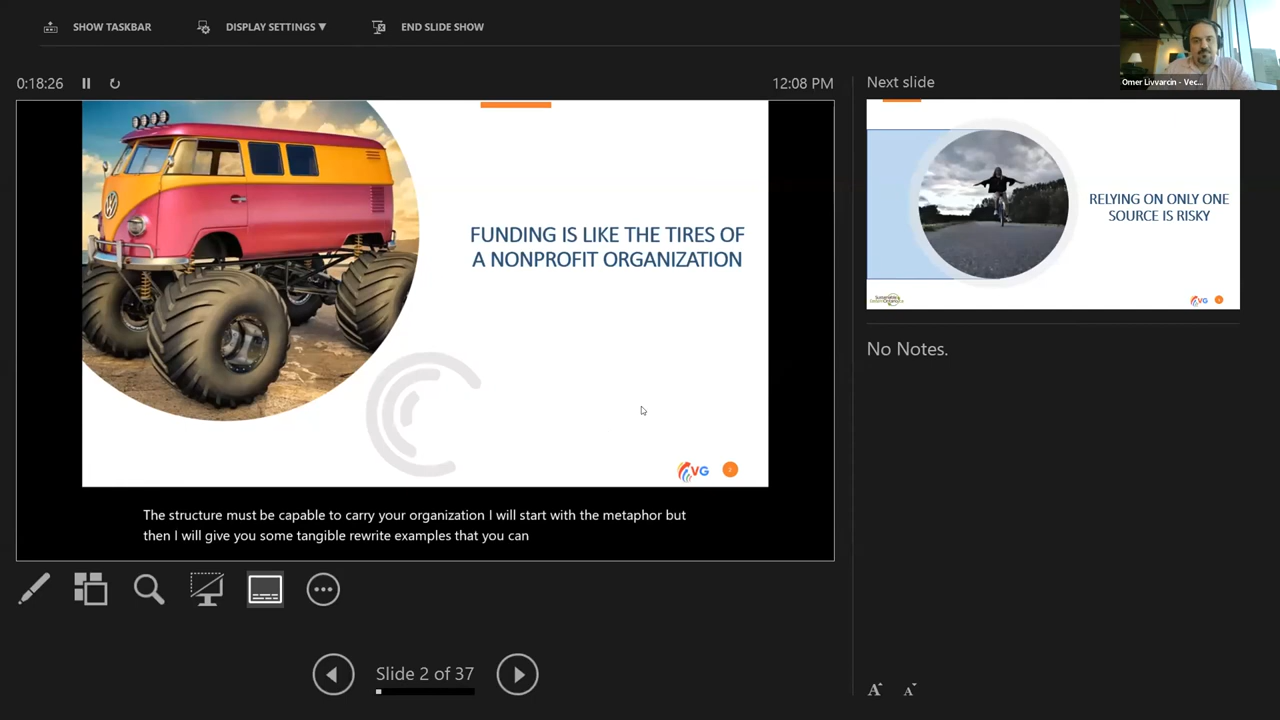 SHOW TASKBAR
DISPLAY SETTINGS ▼
END SLIDE SHOW
Omer Livvarcin - Vec...
0:18:26
12:08 PM
Next slide
FUNDING IS LIKE THE TIRES OF
A NONPROFIT ORGANIZATION
VG
2
RELYING ON ONLY ONE
SOURCE IS RISKY
VG
No Notes.
The structure must be capable to carry your organization I will start with the metaphor but
then I will give you some tangible rewrite examples that you can
Slide 2 of 37
A A